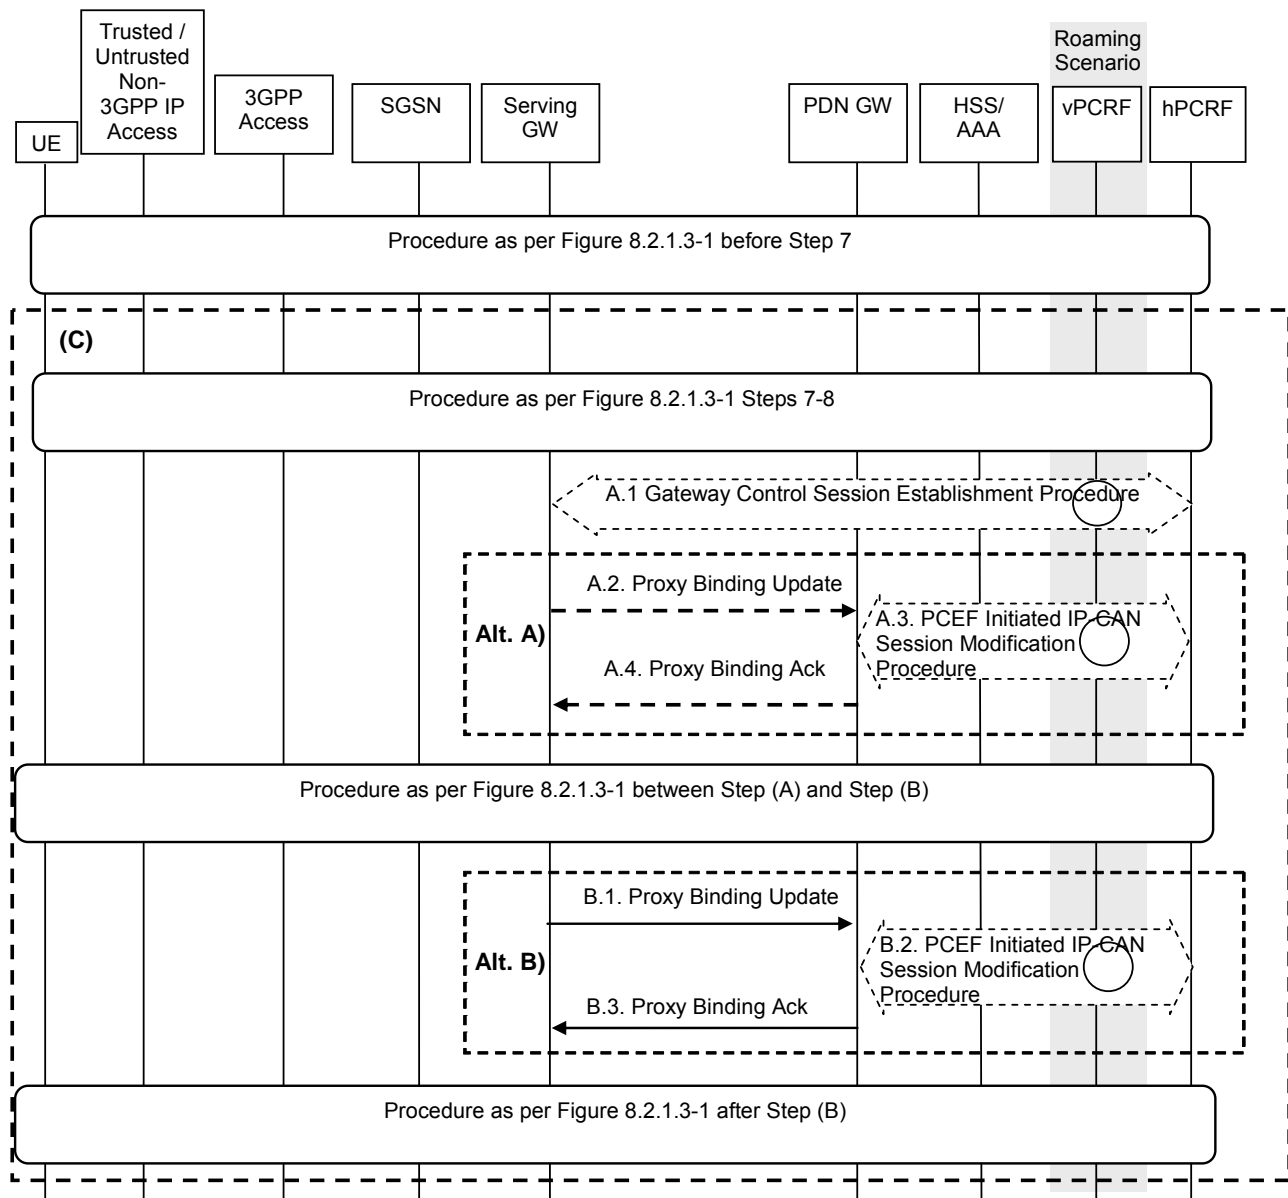 Trusted /
Untrusted
Non-
3GPP IP
Access
Roaming
Scenario
UE
3GPP
Access
SGSN
Serving
GW
PDN GW
HSS/
AAA
vPCRF
hPCRF
Procedure as per Figure 8.2.1.3-1 before Step 7
(C)
Procedure as per Figure 8.2.1.3-1 Steps 7-8
A.1 Gateway Control Session Establishment Procedure
Alt. A)
A.2. Proxy Binding Update
A.3. PCEF Initiated IP-CAN
Session Modification
Procedure
A.4. Proxy Binding Ack
Procedure as per Figure 8.2.1.3-1 between Step (A) and Step (B)
Alt. B)
B.1. Proxy Binding Update
B.2. PCEF Initiated IP-CAN
Session Modification
Procedure
B.3. Proxy Binding Ack
Procedure as per Figure 8.2.1.3-1 after Step (B)